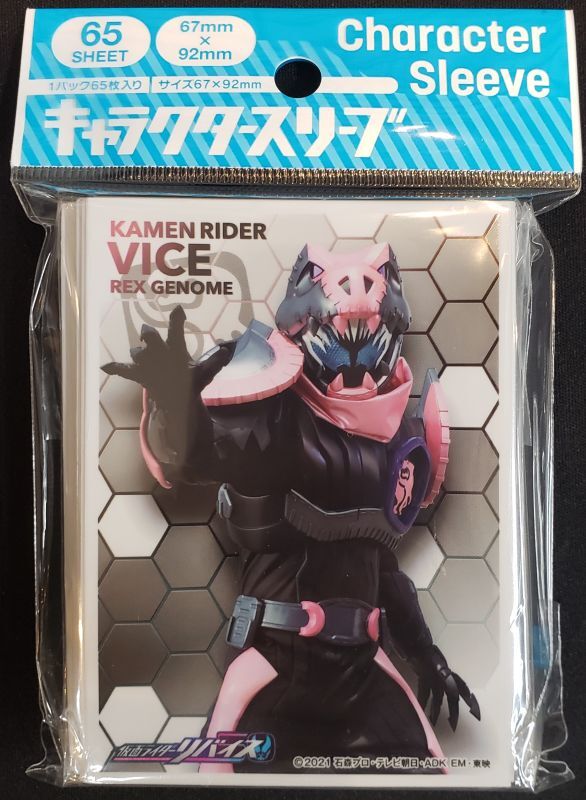 65
SHEET
67mm
×
92mm
Character
Sleeve
1パック65枚入り
サイズ67×92mm
キャラクタースリーブ
KAMEN RIDER
VICE
REX GENOME
仮面ライダーリバイス
©2021 石森プロ・テレビ朝日・ADK EM・東映